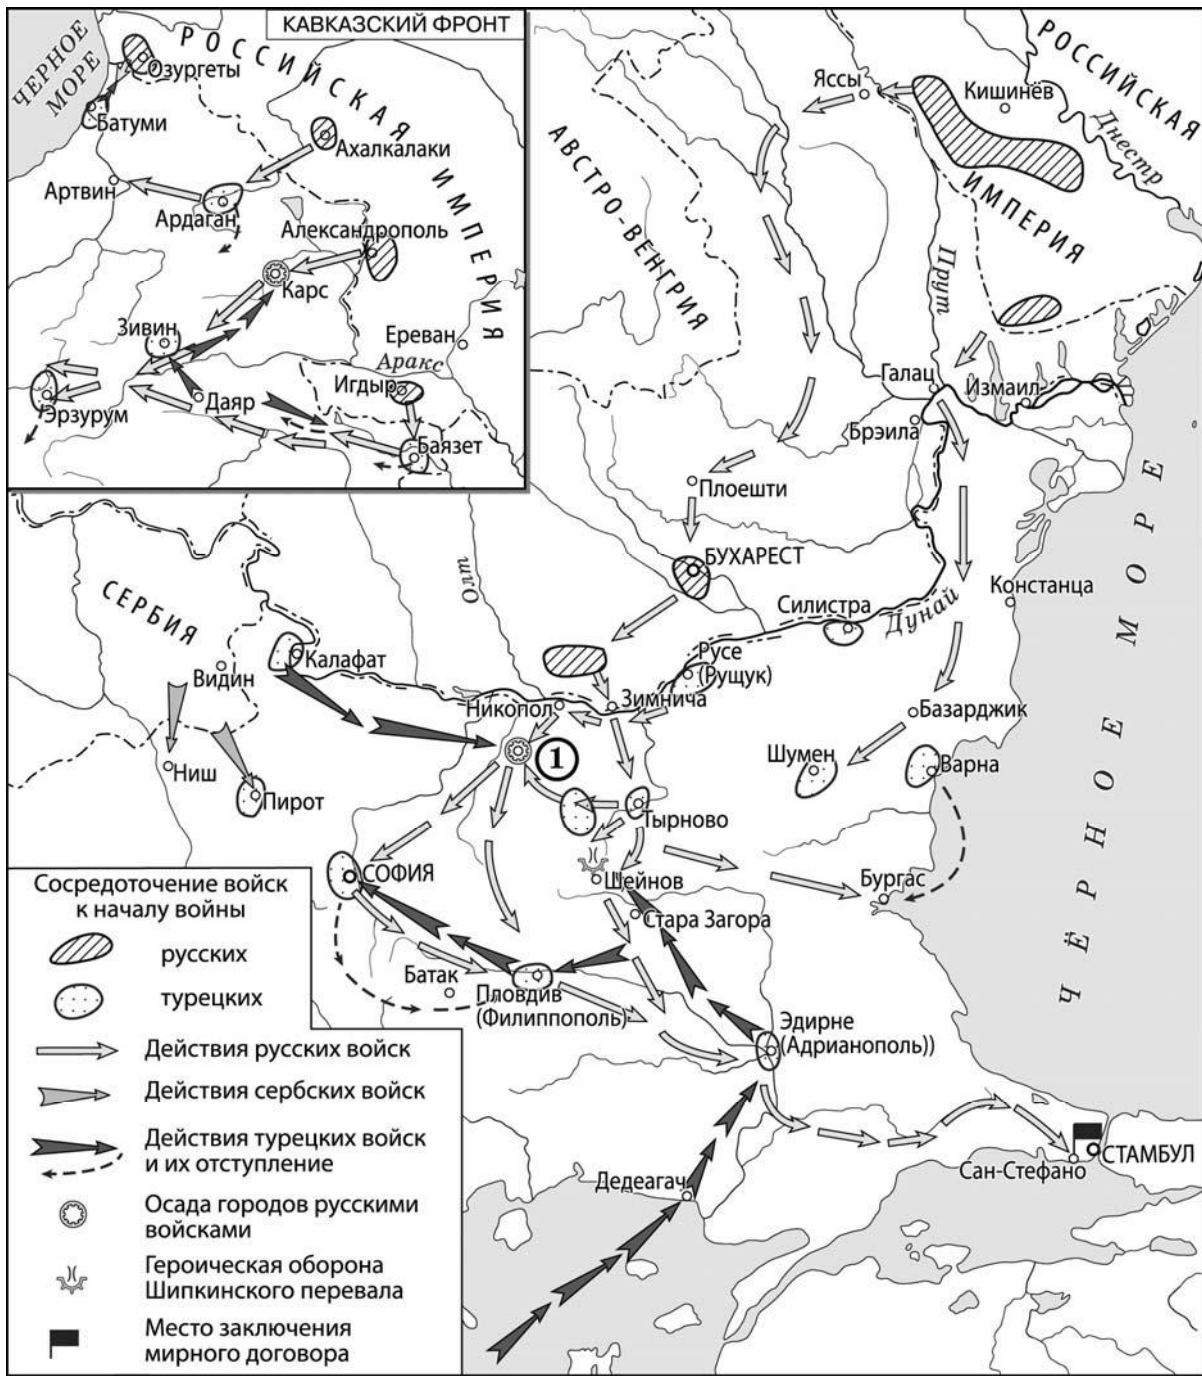 КАВКАЗСКИЙ ФРОНТ
ЧЕРНОЕ
МОРЕ
РОССИЙСКАЯ ИМПЕРИЯ
Озургеты
Батуми
Ахалкалаки
Артвин
Ардаган
Александрополь
Карс
Зивин
Ереван
Аракс
Игдыр
Эрзурум
Даяр
Баязет
РОССИЙСКАЯ
ИМПЕРИЯ
Яссы
Кишинёв
Днестр
АВСТРО-ВЕНГРИЯ
Прут
Галац
Измаил
Брэила
Плоешти
БУХАРЕСТ
Олт
Констанца
Силистра
Дунай
СЕРБИЯ
Калафат
Видин
Русе
(Рущук)
Зимнича
Никопол
Базарджик
1
Шумен
Варна
Ниш
Пирот
Тырново
СОФИЯ
Шейнов
Бургас
Стара Загора
Батак
Пловдив
(Филиппополь)
Эдирне
(Адрианополь))
ЧЁРНОЕ МОРЕ
Дедеагач
Сан-Стефано
СТАМБУЛ
Сосредоточение войск
к началу войны
русских
турецких
Действия русских войск
Действия сербских войск
Действия турецких войск
и их отступление
Осада городов русскими
войсками
Героическая оборона
Шипкинского перевала
Место заключения
мирного договора